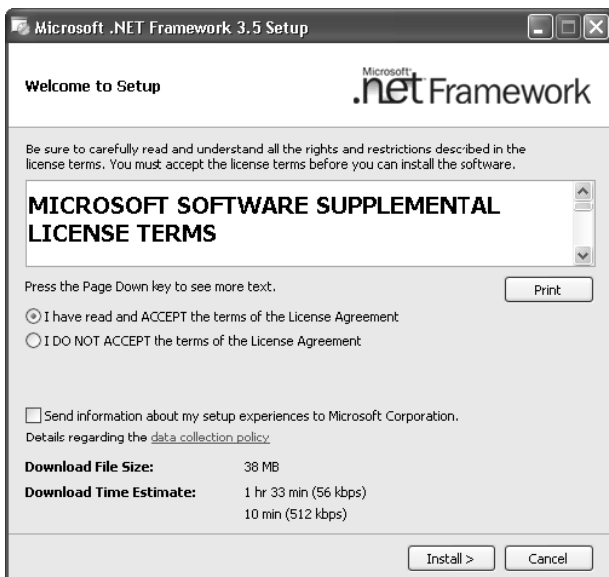 Microsoft .NET Framework 3.5 Setup
Welcome to Setup
Microsoft
.net Framework
Be sure to carefully read and understand all the rights and restrictions described in the
license terms. You must accept the license terms before you can install the software.
MICROSOFT SOFTWARE SUPPLEMENTAL
LICENSE TERMS
Press the Page Down key to see more text.
Print
I have read and ACCEPT the terms of the License Agreement
I DO NOT ACCEPT the terms of the License Agreement
Send information about my setup experiences to Microsoft Corporation.
Details regarding the data collection policy
Download File Size: 38 MB
Download Time Estimate: 1 hr 33 min (56 kbps)
10 min (512 kbps)
Install > Cancel